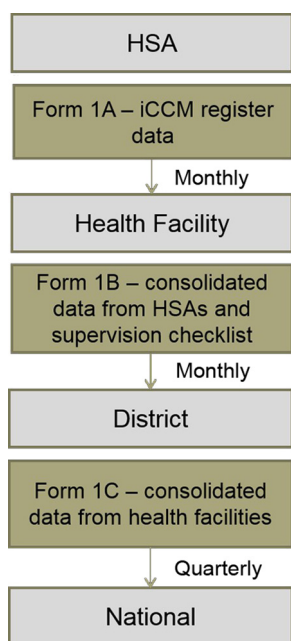 HSA
Form 1A – iCCM register
data
Monthly
Health Facility
Form 1B – consolidated
data from HSAs and
supervision checklist
Monthly
District
Form 1C – consolidated
data from health facilities
Quarterly
National